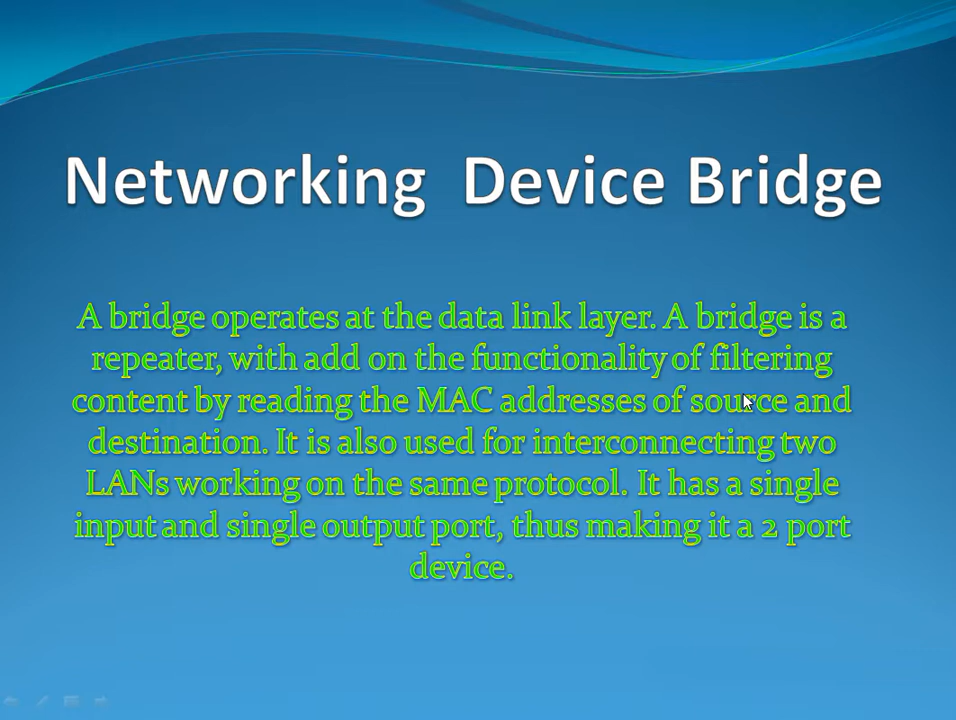 Networking  Device Bridge
A bridge operates at the data link layer. A bridge is a
repeater, with add on the functionality of filtering
content by reading the MAC addresses of source and
destination. It is also used for interconnecting two
LANs working on the same protocol. It has a single
input and single output port, thus making it a 2 port
device.